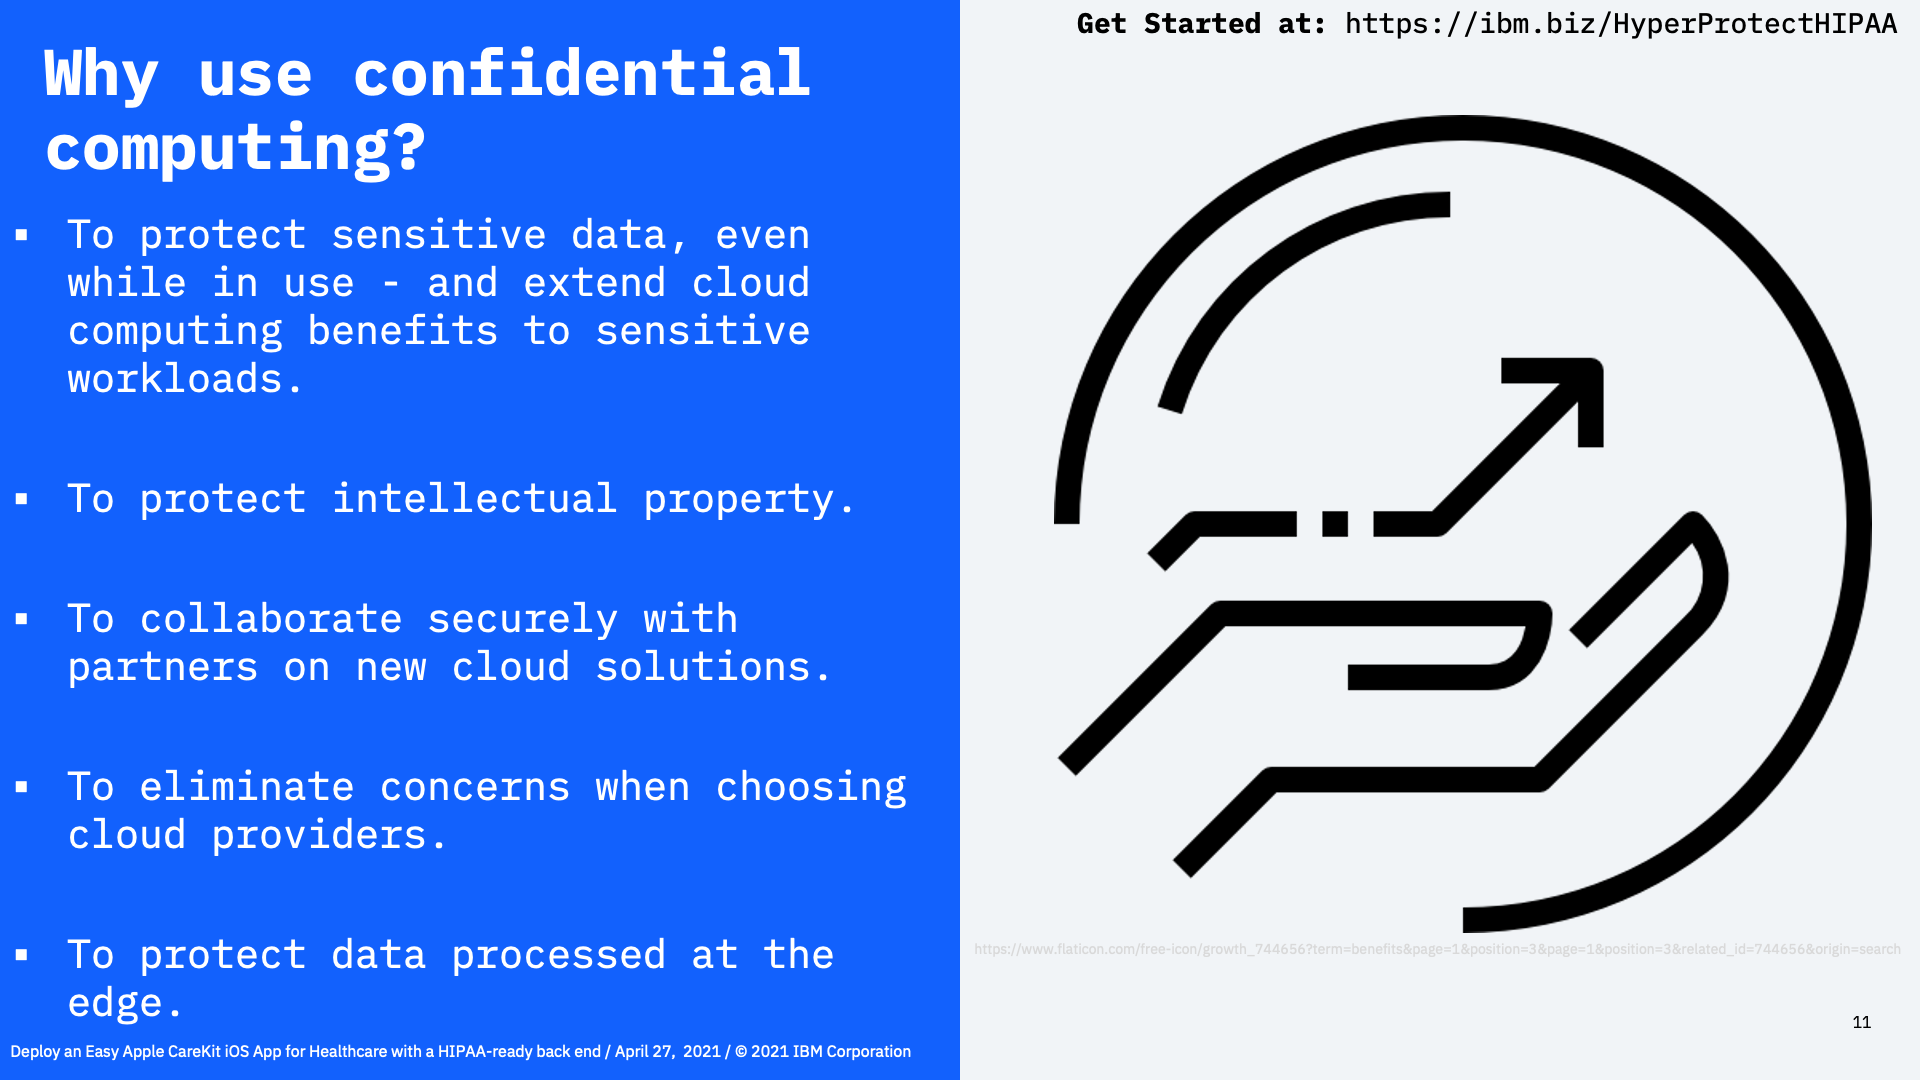 Get Started at: https://ibm.biz/HyperProtectHIPAA
Why use confidential
computing?
▪ To protect sensitive data, even
while in use - and extend cloud
computing benefits to sensitive
workloads.
▪ To protect intellectual property.
▪ To collaborate securely with
partners on new cloud solutions.
▪ To eliminate concerns when choosing
cloud providers.
▪ To protect data processed at the
edge.
https://www.flaticon.com/free-icon/growth_744656?term=benefits&page=1&position=3&page=1&position=3&related_id=744656&origin=search
11
Deploy an Easy Apple CareKit iOS App for Healthcare with a HIPAA-ready back end / April 27, 2021 / © 2021 IBM Corporation